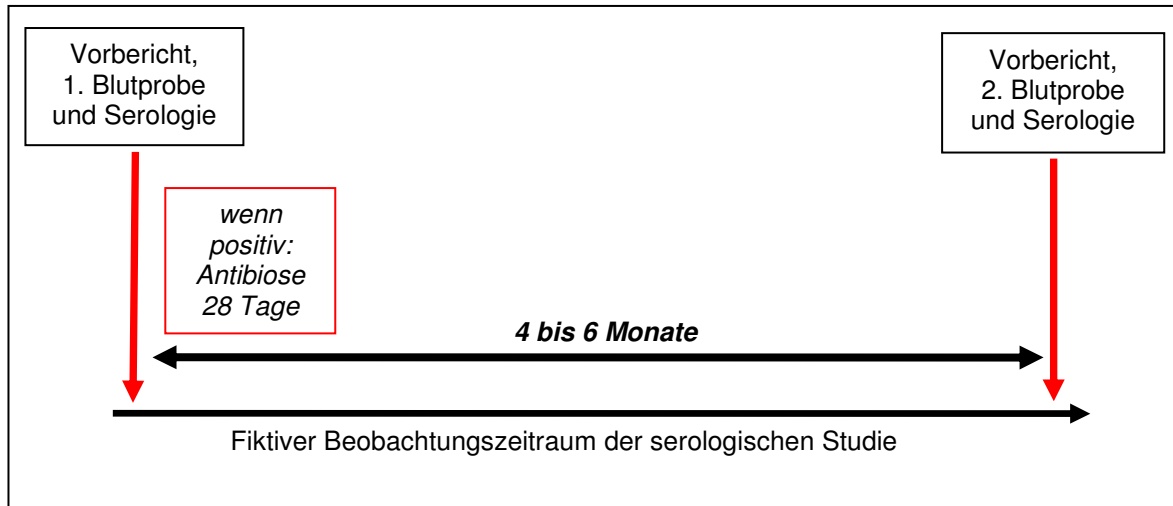 Vorbericht,
1. Blutprobe
und Serologie
Vorbericht,
2. Blutprobe
und Serologie
wenn
positiv:
Antibiose
28 Tage
4 bis 6 Monate
Fiktiver Beobachtungszeitraum der serologischen Studie